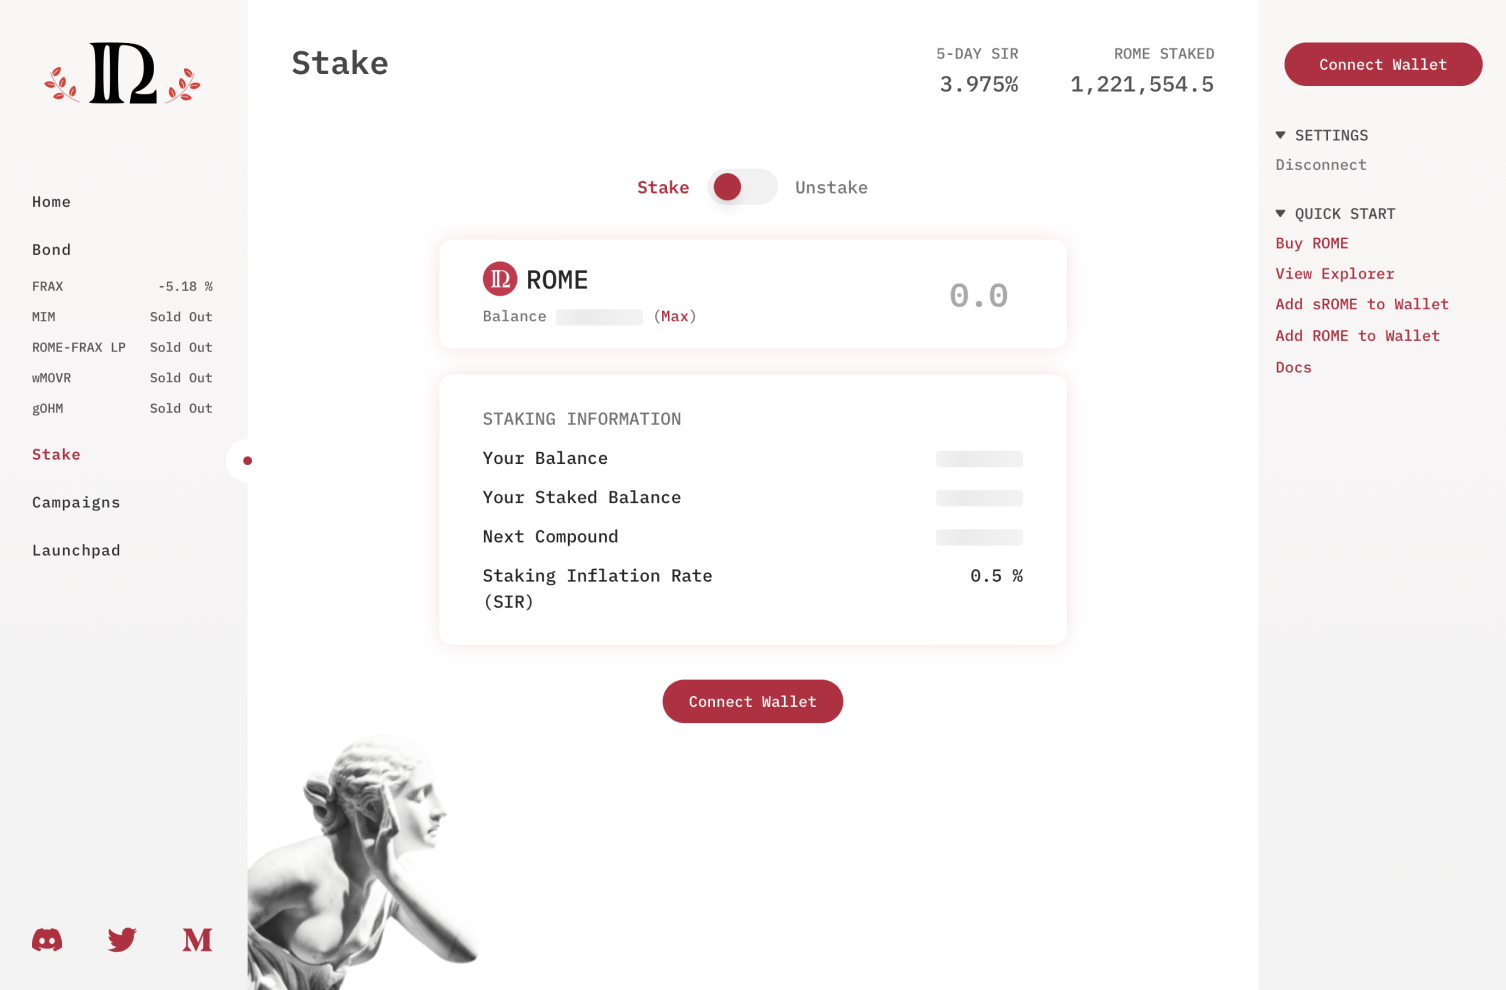 Home
Bond
FRAX -5.18 %
MIM Sold Out
ROME-FRAX LP Sold Out
wMOVR Sold Out
gOHM Sold Out
Stake
Campaigns
Launchpad
Stake
5-DAY SIR
3.975%
ROME STAKED
1,221,554.5
Stake Unstake
ROME
0.0
Balance (Max)
STAKING INFORMATION
Your Balance
Your Staked Balance
Next Compound
Staking Inflation Rate (SIR) 0.5 %
Connect Wallet
Connect Wallet
SETTINGS
Disconnect
QUICK START
Buy ROME
View Explorer
Add sROME to Wallet
Add ROME to Wallet
Docs